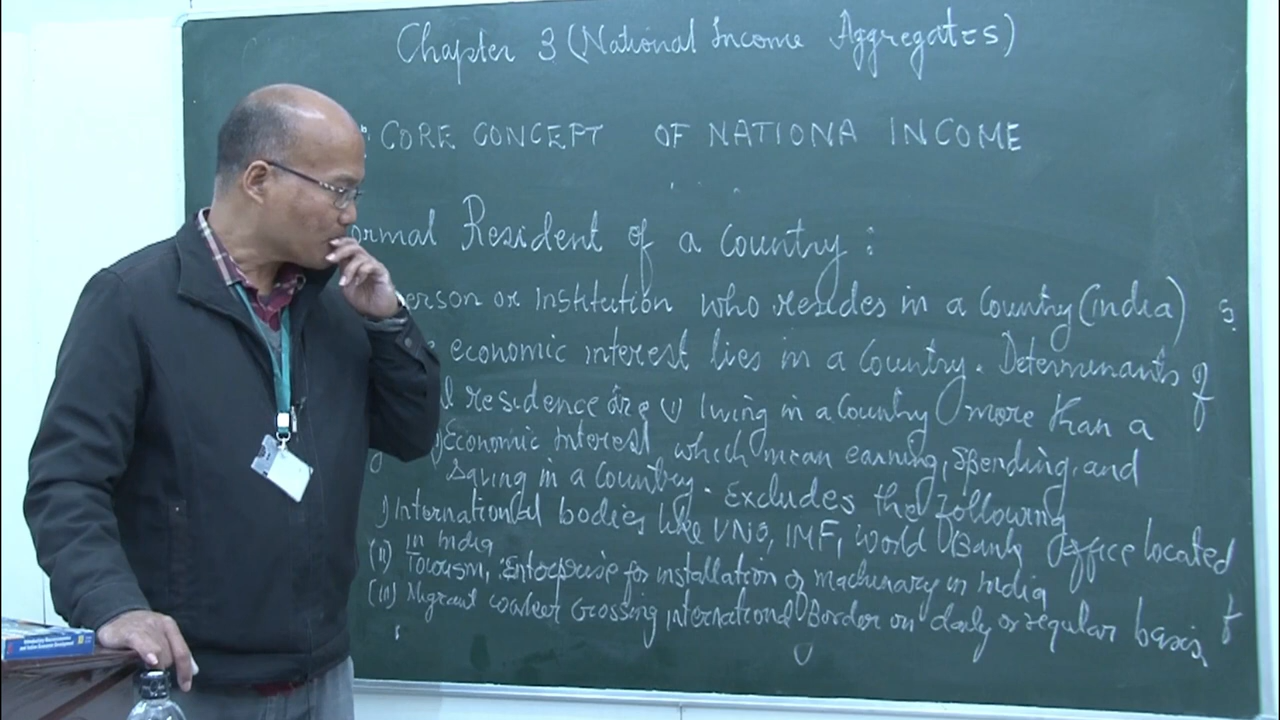 Chapter 3 (National Income Aggregates)
: CORE CONCEPT OF NATIONA INCOME
ormal Resident of a Country :
erson or Institution who resides in a Country (india)
economic interest lies in a Country. Determinants of
l residence are (i) living in a Country more than a
) Economic Interest, which mean earning, spending, and
saving in a Country. Excludes the following
i) International bodies like UNO, IMF, World Bank office located
in India
(ii) Tourism, Enterprise for installation of machinary in India
(iii) Migrant worker Crossing international Border on daily or regular basis,